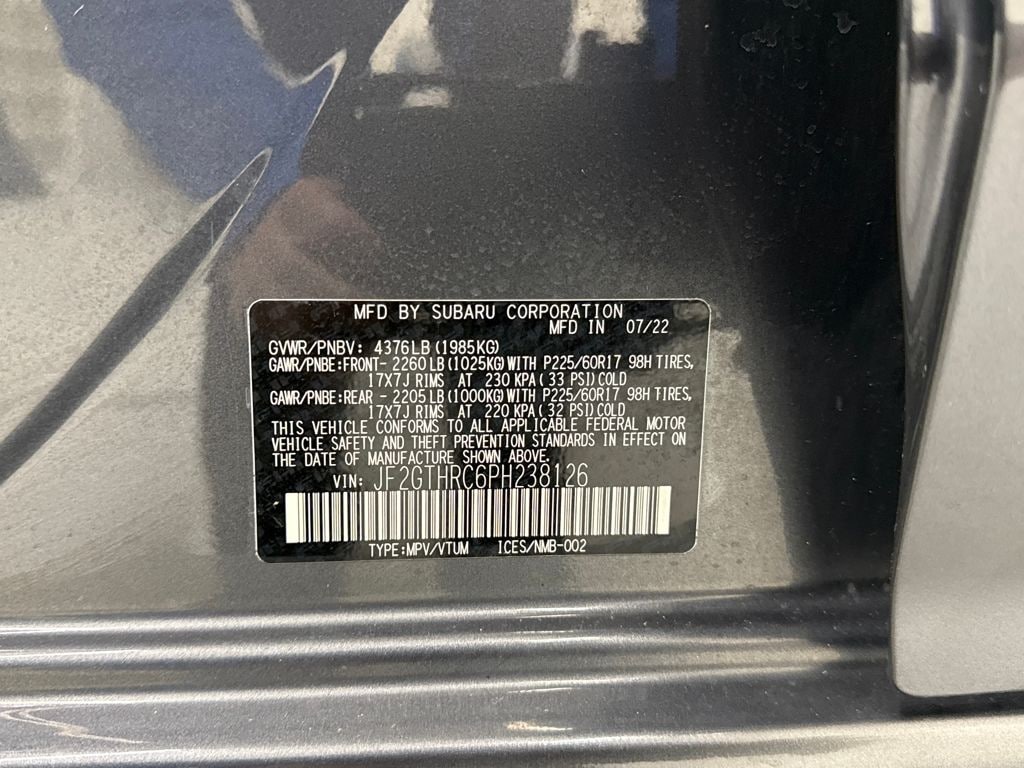 MFD BY SUBARU CORPORATION
MFD IN 07/22
GVWR/PNBV: 4376LB (1985KG)
GAWR/PNBE:FRONT- 2260LB (1025KG)WITH P225/60R17 98H TIRES,
17X7J RIMS AT 230 KPA( 33 PSI)COLD
GAWR/PNBE:REAR - 2205LB (1000KG)WITH P225/60R17 98H TIRES,
17X7J RIMS AT 220 KPA (32 PSI)COLD
THIS VEHICLE CONFORMS TO ALL APPLICABLE FEDERAL MOTOR
VEHICLE SAFETY AND THEFT PREVENTION STANDARDS IN EFFECT ON
THE DATE OF MANUFACTURE SHOWN ABOVE.
VIN: JF2GTHRC6PH238126
TYPE:MPV/VTUM ICES/NMB-002